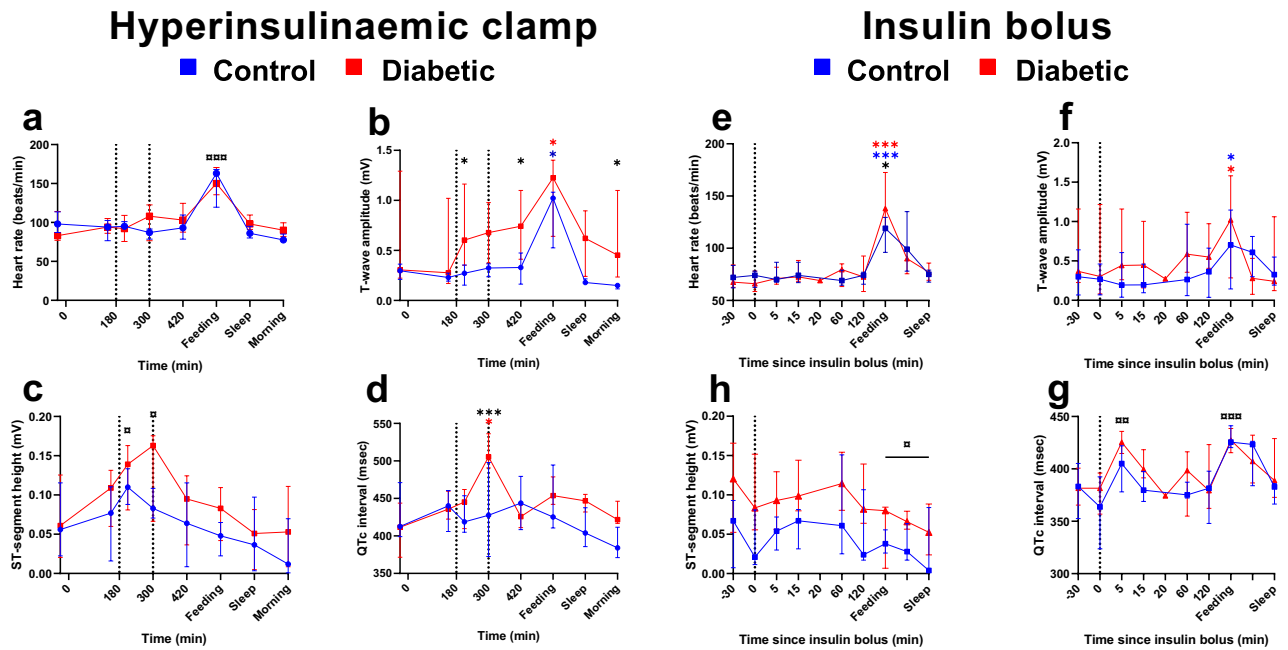 Hyperinsulinaemic clamp
Control Diabetic
Insulin bolus
Control Diabetic
a
Heart rate (beats/min)
200
150
100
50
0
¤¤¤
0 180 300 420 Feeding Sleep Morning
Time (min)
b
T-wave amplitude (mV)
1.5
1.0
0.5
0.0
* * * * *
0 180 300 420 Feeding Sleep Morning
Time (min)
e
Heart rate (beats/min)
200
150
100
50
***
***
*
-30 0 5 15 20 60 120 Feeding Sleep
Time since insulin bolus (min)
f
T-wave amplitude (mV)
2.0
1.5
1.0
0.5
0.0
*
*
-30 0 5 15 20 60 120 Feeding Sleep
Time since insulin bolus (min)
c
ST-segment height (mV)
0.20
0.15
0.10
0.05
0.00
¤ ¤
0 180 300 420 Feeding Sleep Morning
Time (min)
d
QTc interval (msec)
550
500
450
400
350
***
*
0 180 300 420 Feeding Sleep Morning
Time (min)
h
ST-segment height (mV)
0.20
0.15
0.10
0.05
0.00
¤
-30 0 5 15 20 60 120 Feeding Sleep
Time since insulin bolus (min)
g
QTc interval (msec)
450
400
350
300
¤¤ ¤¤¤
-30 0 5 15 20 60 120 Feeding Sleep
Time since insulin bolus (min)